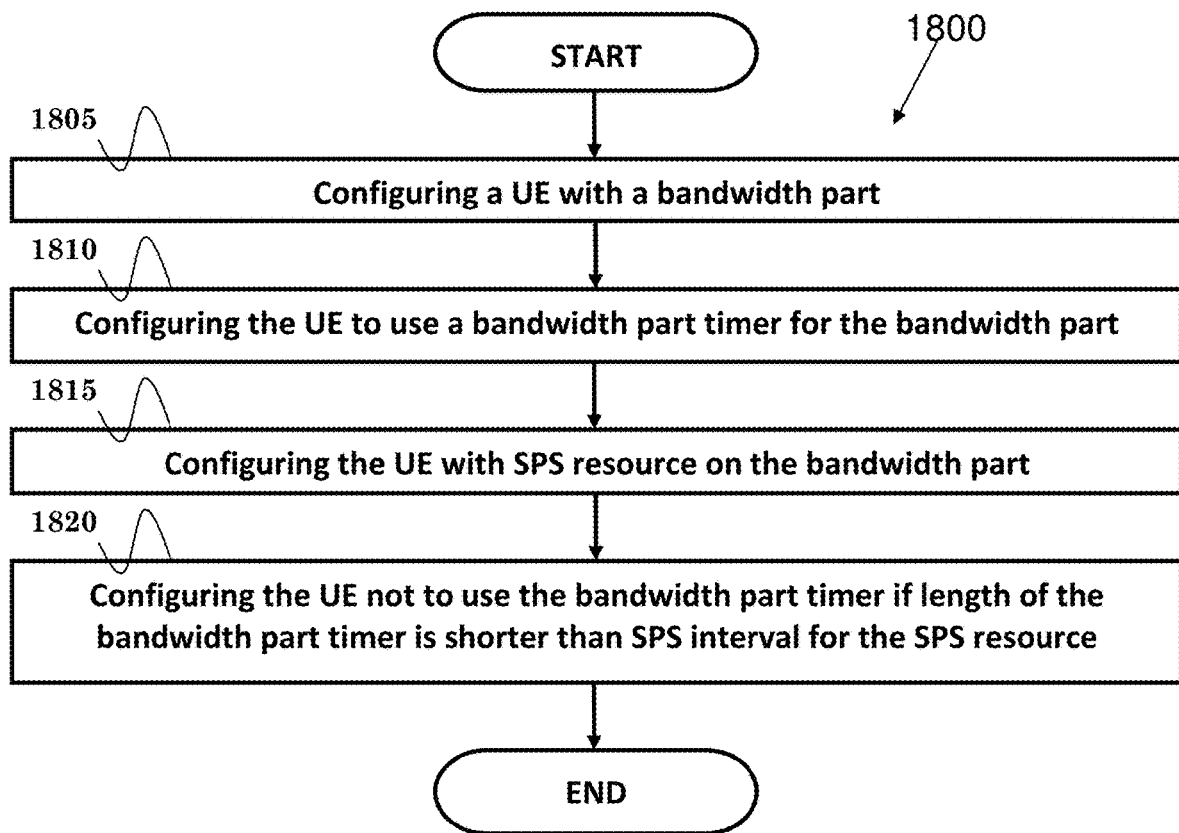 START
1800
1805
Configuring a UE with a bandwidth part
1810
Configuring the UE to use a bandwidth part timer for the bandwidth part
1815
Configuring the UE with SPS resource on the bandwidth part
1820
Configuring the UE not to use the bandwidth part timer if length of the
bandwidth part timer is shorter than SPS interval for the SPS resource
END